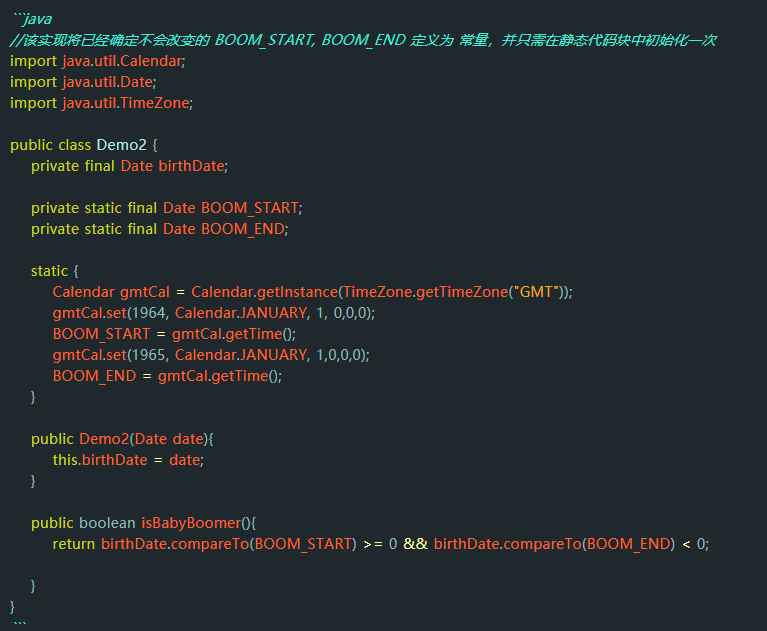 ```java
//该实现将已经确定不会改变的 BOOM_START, BOOM_END 定义为 常量，并只需在静态代码块中初始化一次
import java.util.Calendar;
import java.util.Date;
import java.util.TimeZone;

public class Demo2 {
    private final Date birthDate;

    private static final Date BOOM_START;
    private static final Date BOOM_END;

    static {
        Calendar gmtCal = Calendar.getInstance(TimeZone.getTimeZone("GMT"));
        gmtCal.set(1964, Calendar.JANUARY, 1, 0,0,0);
        BOOM_START = gmtCal.getTime();
        gmtCal.set(1965, Calendar.JANUARY, 1,0,0,0);
        BOOM_END = gmtCal.getTime();
    }

    public Demo2(Date date){
        this.birthDate = date;
    }

    public boolean isBabyBoomer(){
        return birthDate.compareTo(BOOM_START) >= 0 && birthDate.compareTo(BOOM_END) < 0;

    }
}
```